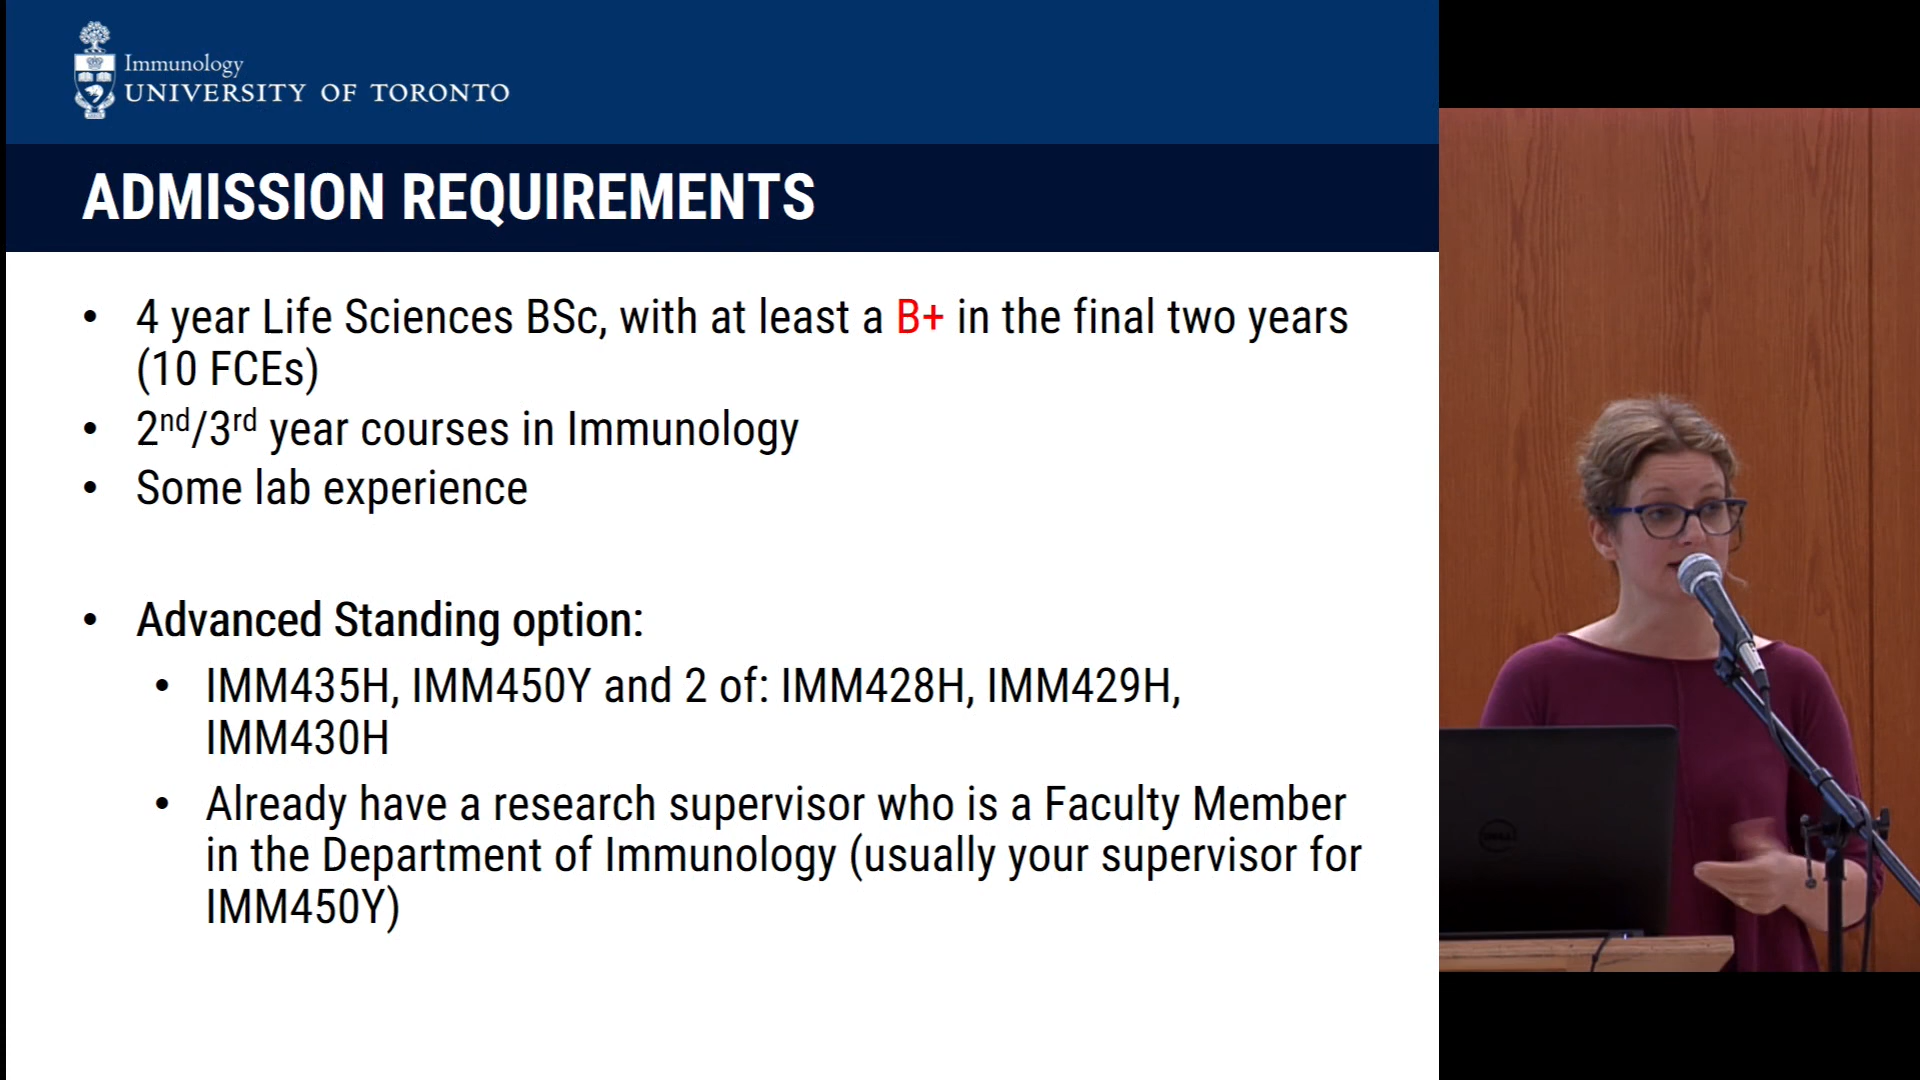 Immunology
UNIVERSITY OF TORONTO
ADMISSION REQUIREMENTS
• 4 year Life Sciences BSc, with at least a B+ in the final two years
(10 FCEs)
• 2nd/3rd year courses in Immunology
• Some lab experience
• Advanced Standing option:
• IMM435H, IMM450Y and 2 of: IMM428H, IMM429H,
IMM430H
• Already have a research supervisor who is a Faculty Member
in the Department of Immunology (usually your supervisor for
IMM450Y)
DELL